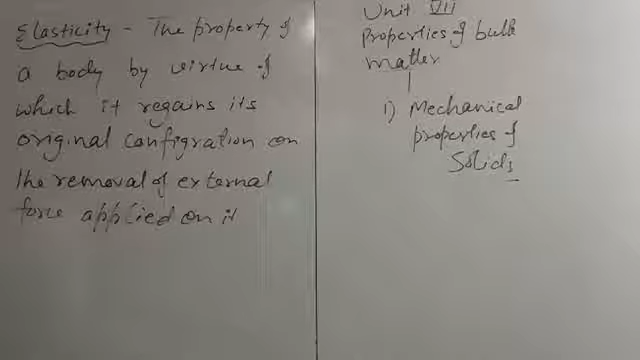 Elasticity - The property of
a body by virtue of
which it regains its
original configration on
the removal of external
force applied on it
Unit VII
Properties of bulk
matter
1) Mechanical
properties of
Solids